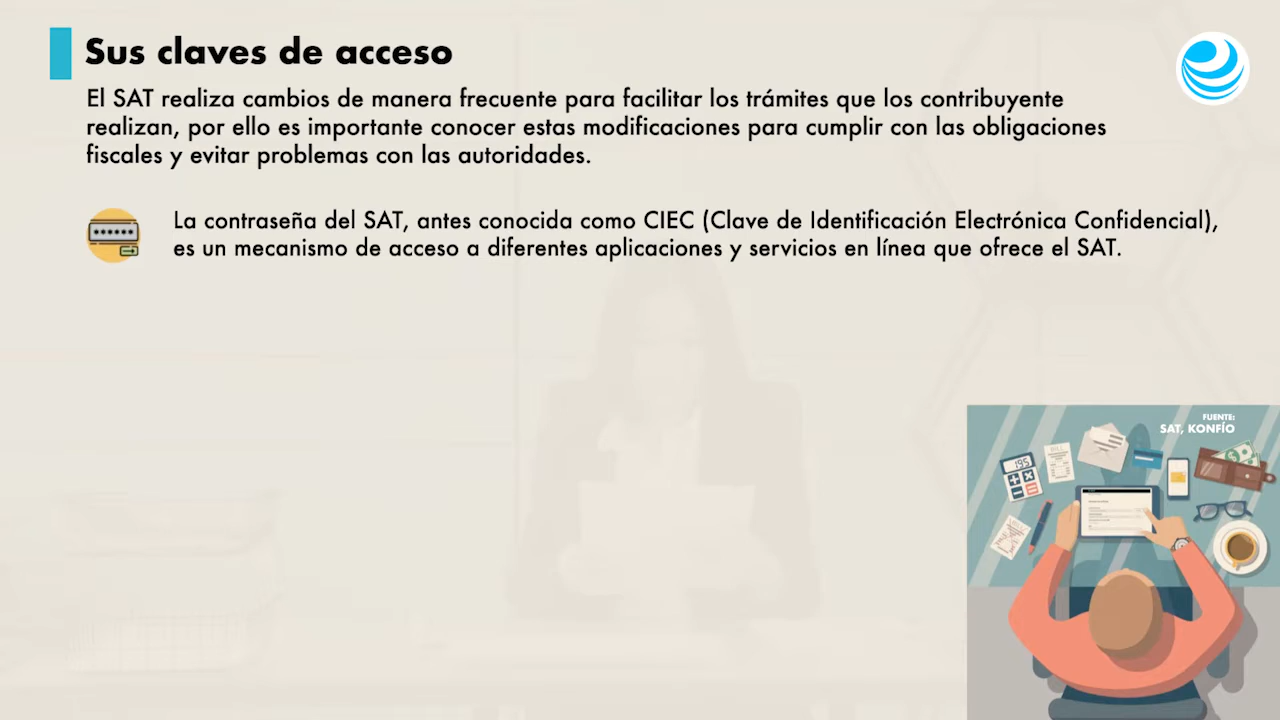 Sus claves de acceso
El SAT realiza cambios de manera frecuente para facilitar los trámites que los contribuyente
realizan, por ello es importante conocer estas modificaciones para cumplir con las obligaciones
fiscales y evitar problemas con las autoridades.
La contraseña del SAT, antes conocida como CIEC (Clave de Identificación Electrónica Confidencial),
es un mecanismo de acceso a diferentes aplicaciones y servicios en línea que ofrece el SAT.
FUENTE:
SAT, KONFÍO
195
BILL